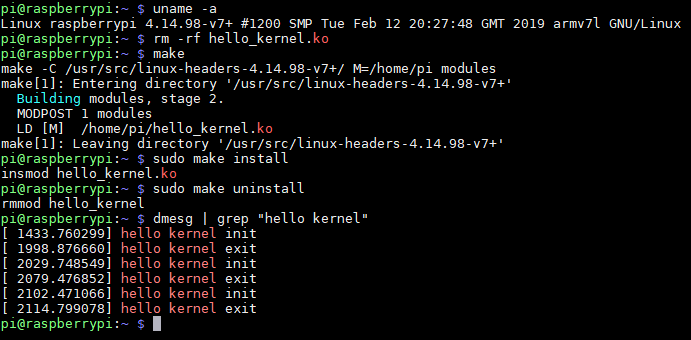 pi@raspberrypi:~ $ uname -a
Linux raspberrypi 4.14.98-v7+ #1200 SMP Tue Feb 12 20:27:48 GMT 2019 armv7l GNU/Linux
pi@raspberrypi:~ $ rm -rf hello_kernel.ko
pi@raspberrypi:~ $ make
make -C /usr/src/linux-headers-4.14.98-v7+/ M=/home/pi modules
make[1]: Entering directory '/usr/src/linux-headers-4.14.98-v7+'
  Building modules, stage 2.
  MODPOST 1 modules
  LD [M]  /home/pi/hello_kernel.ko
make[1]: Leaving directory '/usr/src/linux-headers-4.14.98-v7+'
pi@raspberrypi:~ $ sudo make install
insmod hello_kernel.ko
pi@raspberrypi:~ $ sudo make uninstall
rmmod hello_kernel
pi@raspberrypi:~ $ dmesg | grep "hello kernel"
[ 1433.760299] hello kernel init
[ 1998.876660] hello kernel exit
[ 2029.748549] hello kernel init
[ 2079.476852] hello kernel exit
[ 2102.471066] hello kernel init
[ 2114.799078] hello kernel exit
pi@raspberrypi:~ $